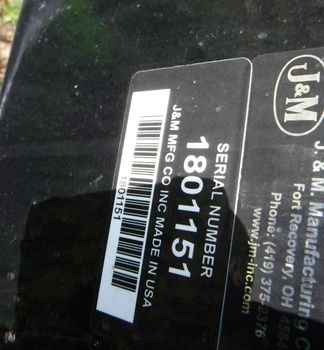 SERIAL NUMBER
1801151
J&M MFG CO INC MADE IN USA
1801151
J&M
J. & M. Manufacturing
Fort Recovery, OH
Phone: (419) 375-2376
www.jm-inc.com